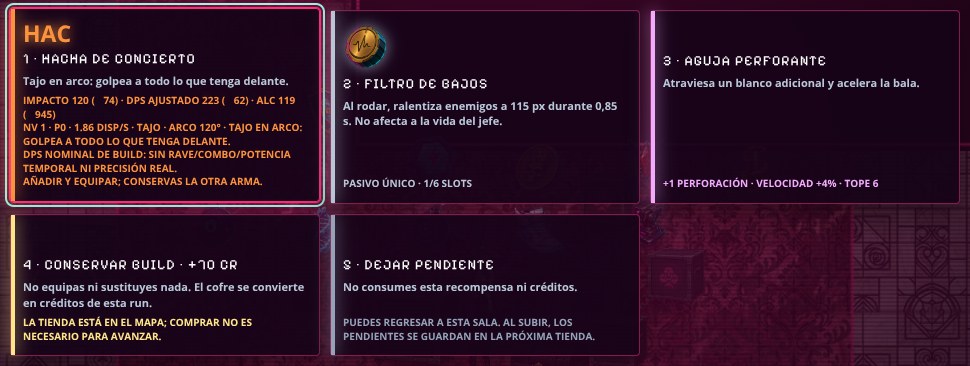 HAC
1 · HACHA DE CONCIERTO
Tajo en arco: golpea a todo lo que tenga delante.
IMPACTO 120 ( 74) · DPS AJUSTADO 223 ( 62) · ALC 119
( 945)
NV 1 · P0 · 1.86 DISP/S · TAJO · ARCO 120° · TAJO EN ARCO:
GOLPEA A TODO LO QUE TENGA DELANTE.
DPS NOMINAL DE BUILD: SIN RAVE/COMBO/POTENCIA
TEMPORAL NI PRECISIÓN REAL.
AÑADIR Y EQUIPAR; CONSERVAS LA OTRA ARMA.
2 · FILTRO DE BAJOS
Al rodar, ralentiza enemigos a 115 px durante 0,85
s. No afecta a la vida del jefe.
PASIVO ÚNICO · 1/6 SLOTS
3 · AGUJA PERFORANTE
Atraviesa un blanco adicional y acelera la bala.
+1 PERFORACIÓN · VELOCIDAD +4% · TOPE 6
4 · CONSERVAR BUILD · +70 CR
No equipas ni sustituyes nada. El cofre se convierte
en créditos de esta run.
LA TIENDA ESTÁ EN EL MAPA; COMPRAR NO ES
NECESARIO PARA AVANZAR.
5 · DEJAR PENDIENTE
No consumes esta recompensa ni créditos.
PUEDES REGRESAR A ESTA SALA. AL SUBIR, LOS
PENDIENTES SE GUARDAN EN LA PRÓXIMA TIENDA.